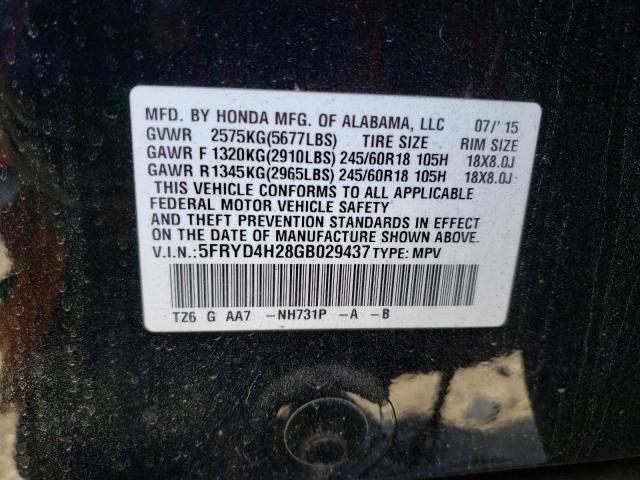 MFD. BY HONDA MFG. OF ALABAMA, LLC 07/'15
GVWR 2575KG(5677LBS) TIRE SIZE RIM SIZE
GAWR F 1320KG(2910LBS) 245/60R18 105H 18X8.0J
GAWR R1345KG(2965LBS) 245/60R18 105H 18X8.0J
THIS VEHICLE CONFORMS TO ALL APPLICABLE
FEDERAL MOTOR VEHICLE SAFETY
AND THEFT PREVENTION STANDARDS IN EFFECT
ON THE DATE OF MANUFACTURE SHOWN ABOVE.
V.I.N.: 5FRYD4H28GB029437 TYPE: MPV
TZ6 G AA7 -NH731P -A -B